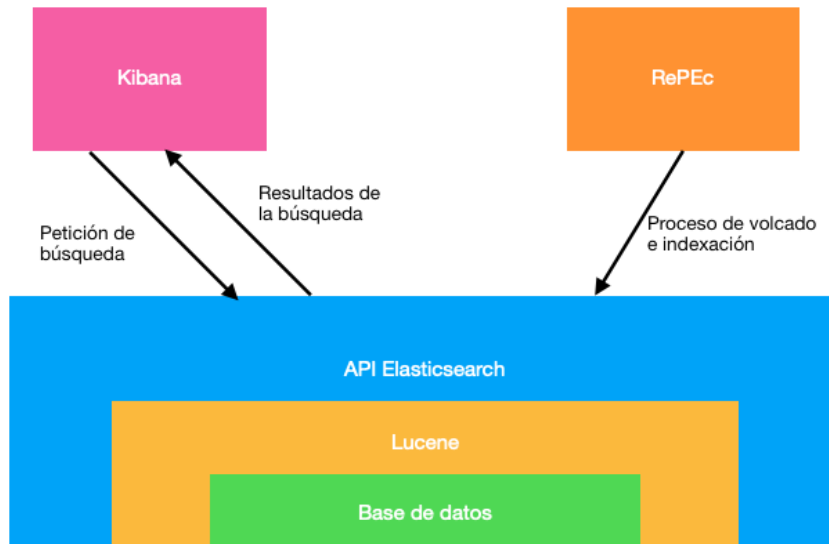 Kibana
RePEc
Resultados de
la búsqueda
Petición de
búsqueda
Proceso de volcado
e indexación
API Elasticsearch
Lucene
Base de datos